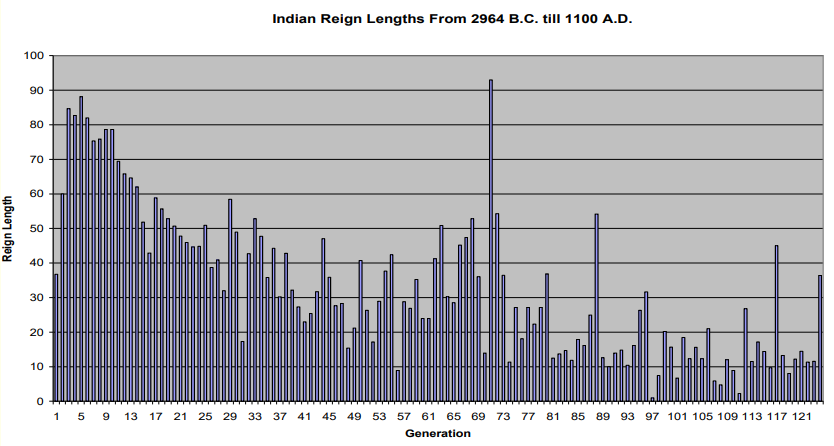 Indian Reign Lengths From 2964 B.C. till 1100 A.D.
100
90
80
70
60
50
40
30
20
10
0
Reign Length
1 5 9 13 17 21 25 29 33 37 41 45 49 53 57 61 65 69 73 77 81 85 89 93 97 101 105 109 113 117 121
Generation